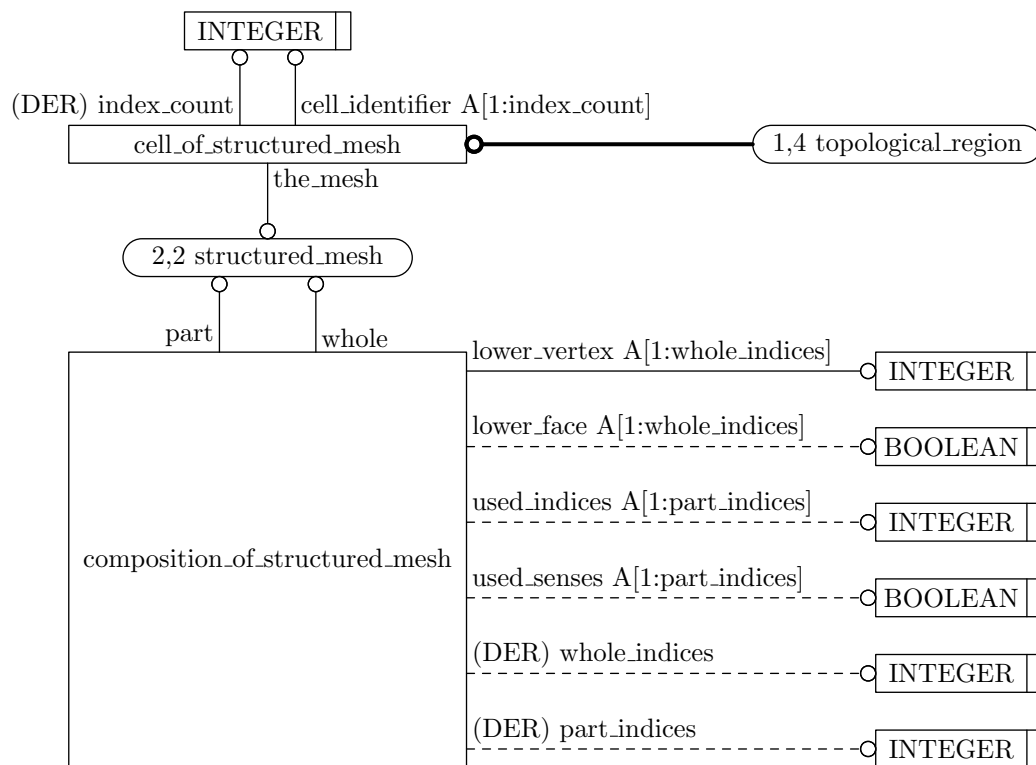 INTEGER
(DER) index_count
cell_identifier A[1:index_count]
cell_of_structured_mesh
1,4 topological_region
the_mesh
2,2 structured_mesh
part
whole
lower_vertex A[1:whole_indices]
INTEGER
lower_face A[1:whole_indices]
BOOLEAN
used_indices A[1:part_indices]
INTEGER
composition_of_structured_mesh
used_senses A[1:part_indices]
BOOLEAN
(DER) whole_indices
INTEGER
(DER) part_indices
INTEGER